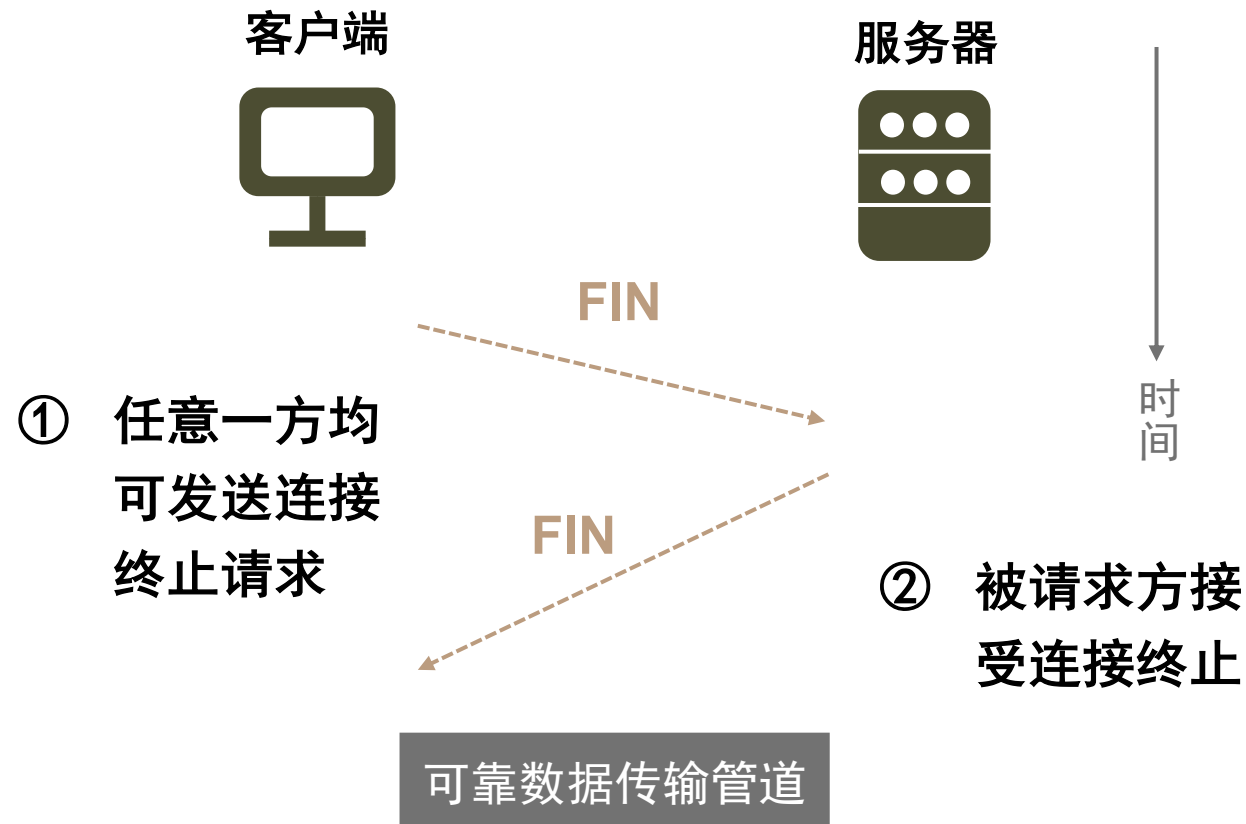 客户端
服务器
FIN
时
间
① 任意一方均
可发送连接
终止请求
FIN
② 被请求方接
受连接终止
可靠数据传输管道